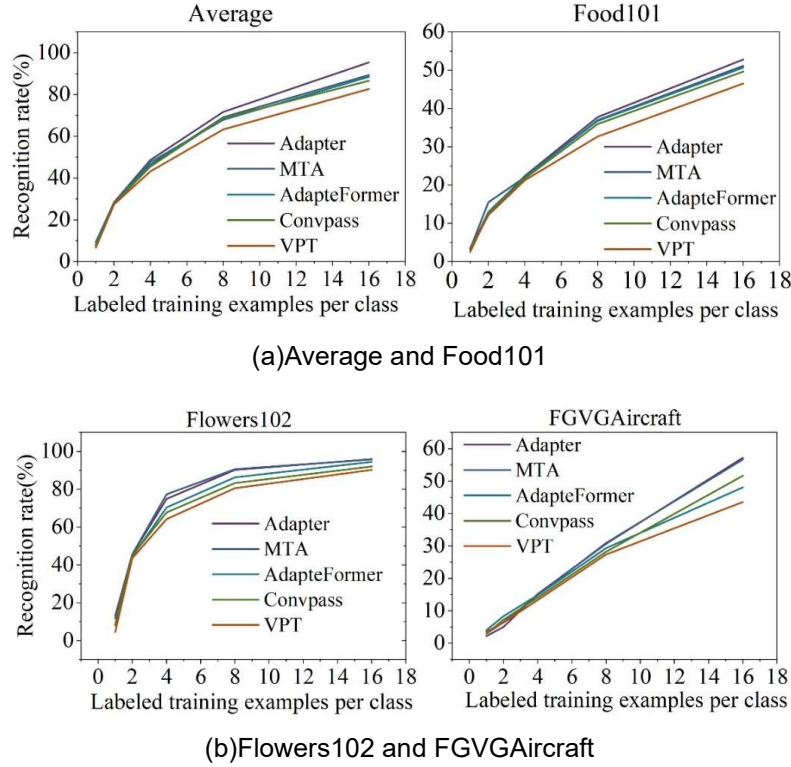 Average
Recognition rate(%)
100
80
60
40
20
0
0 2 4 6 8 10 12 14 16 18
Labeled training examples per class
Adapter
MTA
AdapteFormer
Convpass
VPT
Food101
60
50
40
30
20
10
0
0 2 4 6 8 10 12 14 16 18
Labeled training examples per class
Adapter
MTA
AdapteFormer
Convpass
VPT
(a)Average and Food101
Flowers102
Recognition rate(%)
100
80
60
40
20
0
0 2 4 6 8 10 12 14 16 18
Labeled training examples per class
Adapter
MTA
AdapteFormer
Convpass
VPT
FGVGAircraft
60
50
40
30
20
10
0
0 2 4 6 8 10 12 14 16 18
Labeled training examples per class
Adapter
MTA
AdapteFormer
Convpass
VPT
(b)Flowers102 and FGVGAircraft